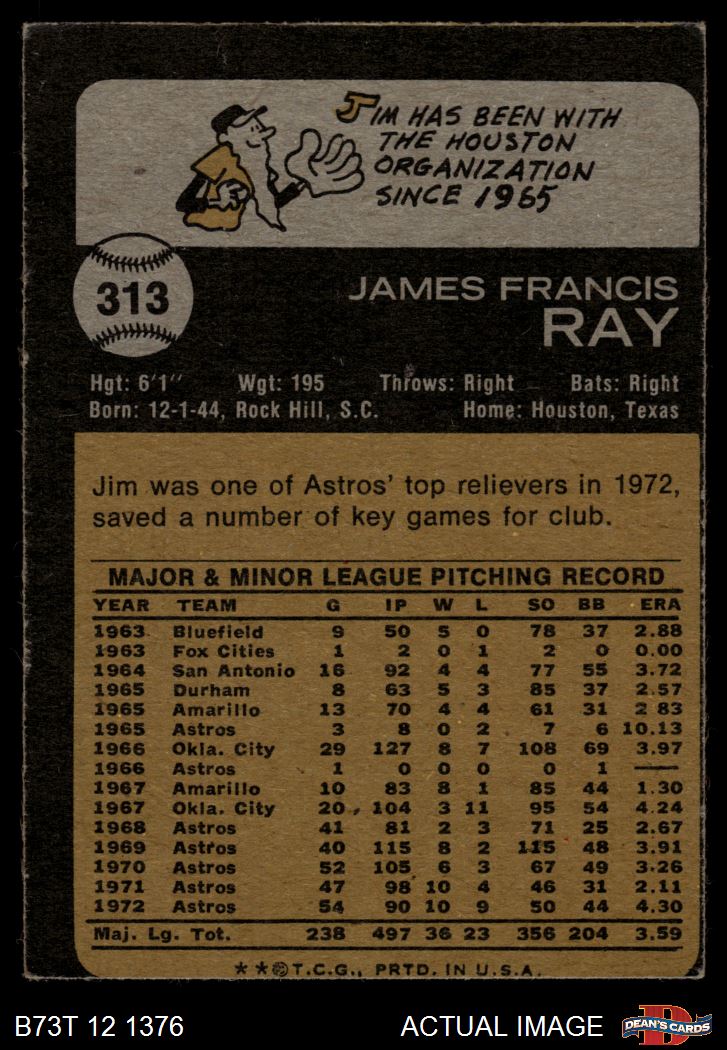 JIM HAS BEEN WITH
THE HOUSTON
ORGANIZATION
SINCE 1965
313
JAMES FRANCIS
RAY
Hgt: 6'1" Wgt: 195 Throws: Right Bats: Right
Born: 12-1-44, Rock Hill, S.C. Home: Houston, Texas
Jim was one of Astros' top relievers in 1972,
saved a number of key games for club.
MAJOR & MINOR LEAGUE PITCHING RECORD
YEAR TEAM G IP W L SO BB ERA
1963 Bluefield 9 50 5 0 78 37 2.88
1963 Fox Cities 1 2 0 1 2 0 0.00
1964 San Antonio 16 92 4 4 77 55 3.72
1965 Durham 8 63 5 3 85 37 2.57
1965 Amarillo 13 70 4 4 61 31 2 83
1965 Astros 3 8 0 2 7 6 10.13
1966 Okla. City 29 127 8 7 108 69 3.97
1966 Astros 1 0 0 0 0 1 —
1967 Amarillo 10 83 8 1 85 44 1.30
1967 Okla. City 20 104 3 11 95 54 4.24
1968 Astros 41 81 2 3 71 25 2.67
1969 Astros 40 115 8 2 115 48 3.91
1970 Astros 52 105 6 3 67 49 3.26
1971 Astros 47 98 10 4 46 31 2.11
1972 Astros 54 90 10 9 50 44 4.30
Maj. Lg. Tot. 238 497 36 23 356 204 3.59
* *©T.C.G., PRTD. IN U.S.A.
B73T 12 1376 ACTUAL IMAGE DEAN'S CARDS